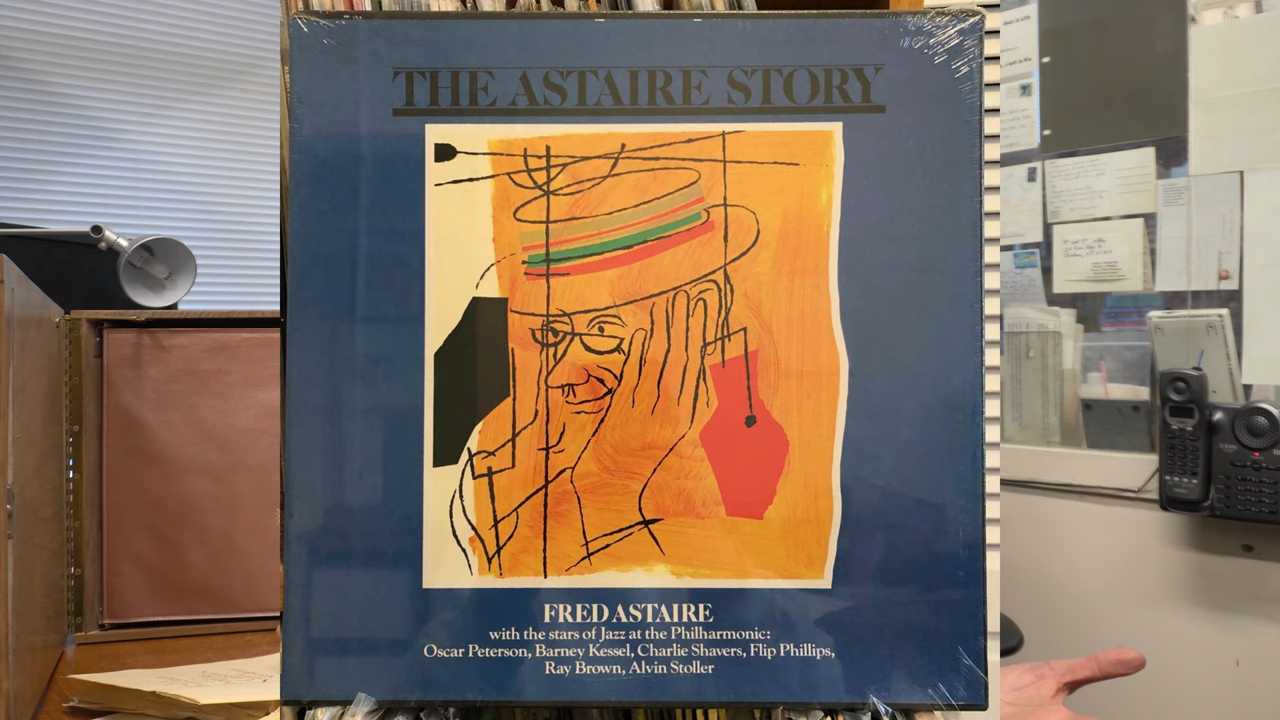 THE ASTAIRE STORY
FRED ASTAIRE
with the stars of Jazz at the Philharmonic:
Oscar Peterson, Barney Kessel, Charlie Shavers, Flip Phillips,
Ray Brown, Alvin Stoller